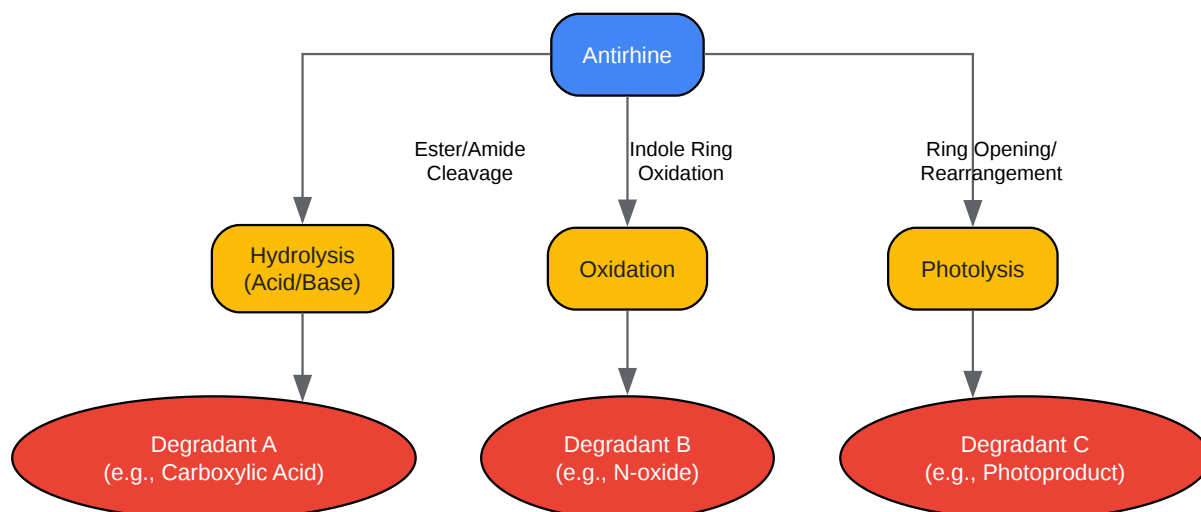 Antirhine
Ester/Amide
Cleavage
Indole Ring
Oxidation
Ring Opening/
Rearrangement
Hydrolysis
(Acid/Base)
Oxidation
Photolysis
Degradant A
(e.g., Carboxylic Acid)
Degradant B
(e.g., N-oxide)
Degradant C
(e.g., Photoproduct)